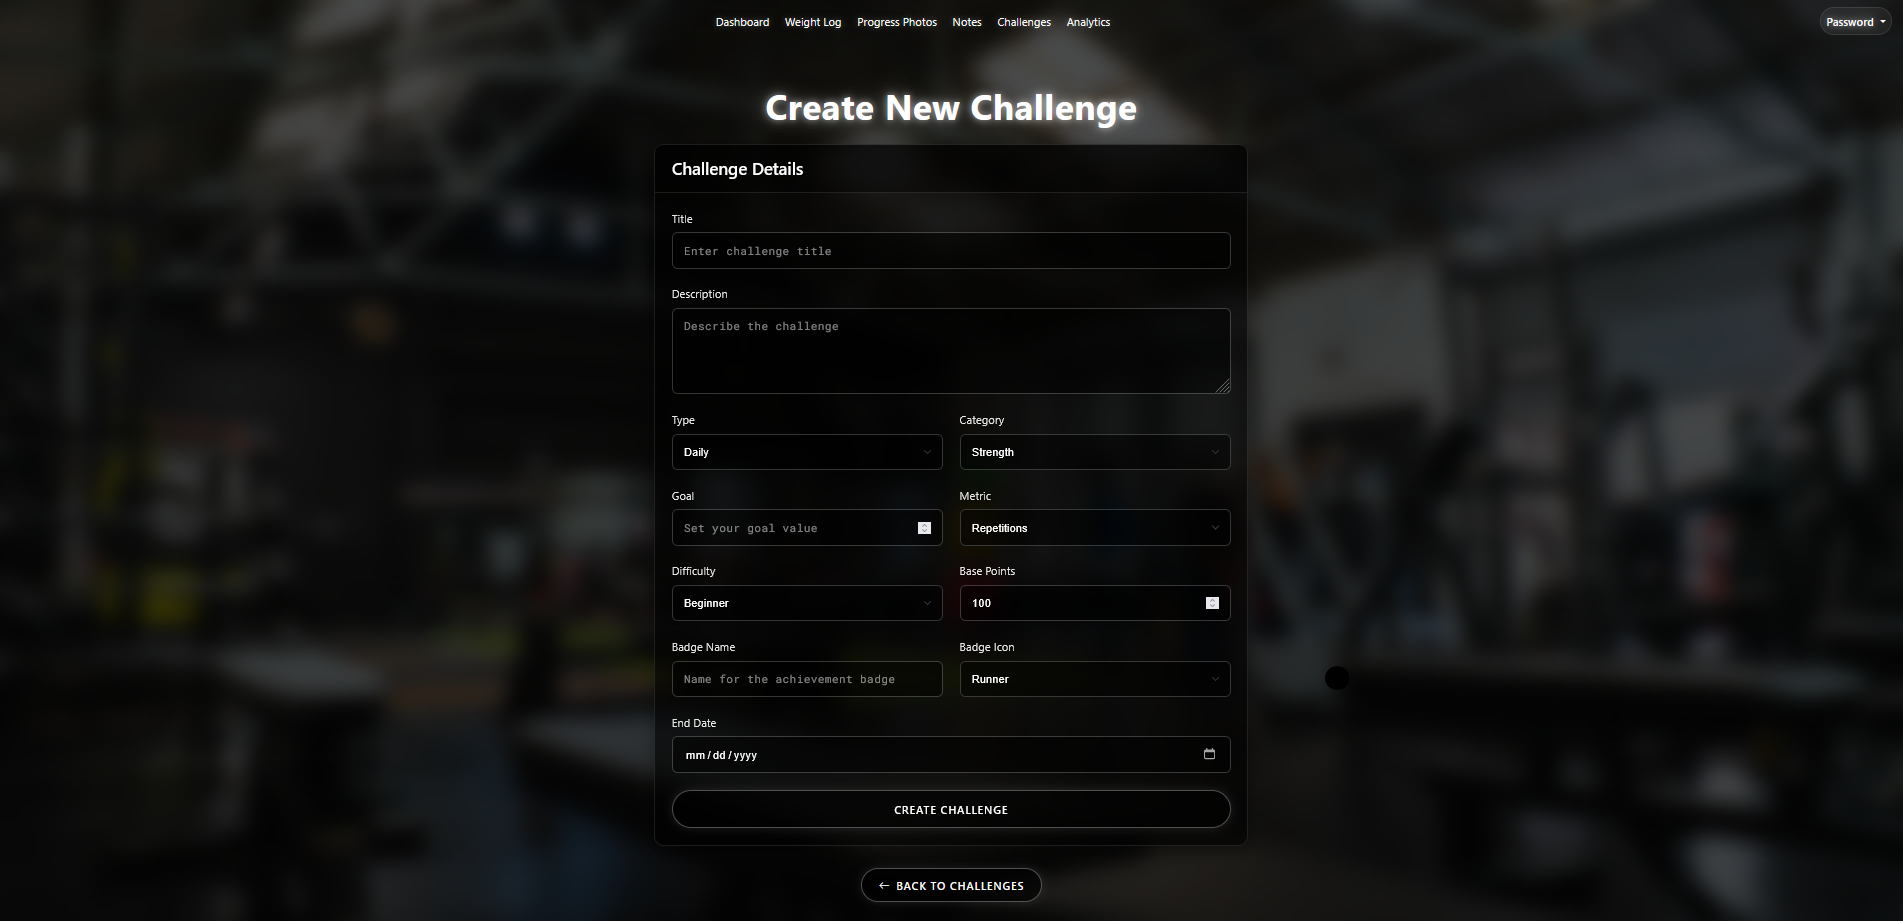 Dashboard Weight Log Progress Photos Notes Challenges Analytics Password
Create New Challenge
Challenge Details
Title
Enter challenge title
Description
Describe the challenge
Type Category
Daily Strength
Goal Metric
Set your goal value Repetitions
Difficulty Base Points
Beginner 100
Badge Name Badge Icon
Name for the achievement badge Runner
End Date
mm/dd/yyyy
CREATE CHALLENGE
← BACK TO CHALLENGES